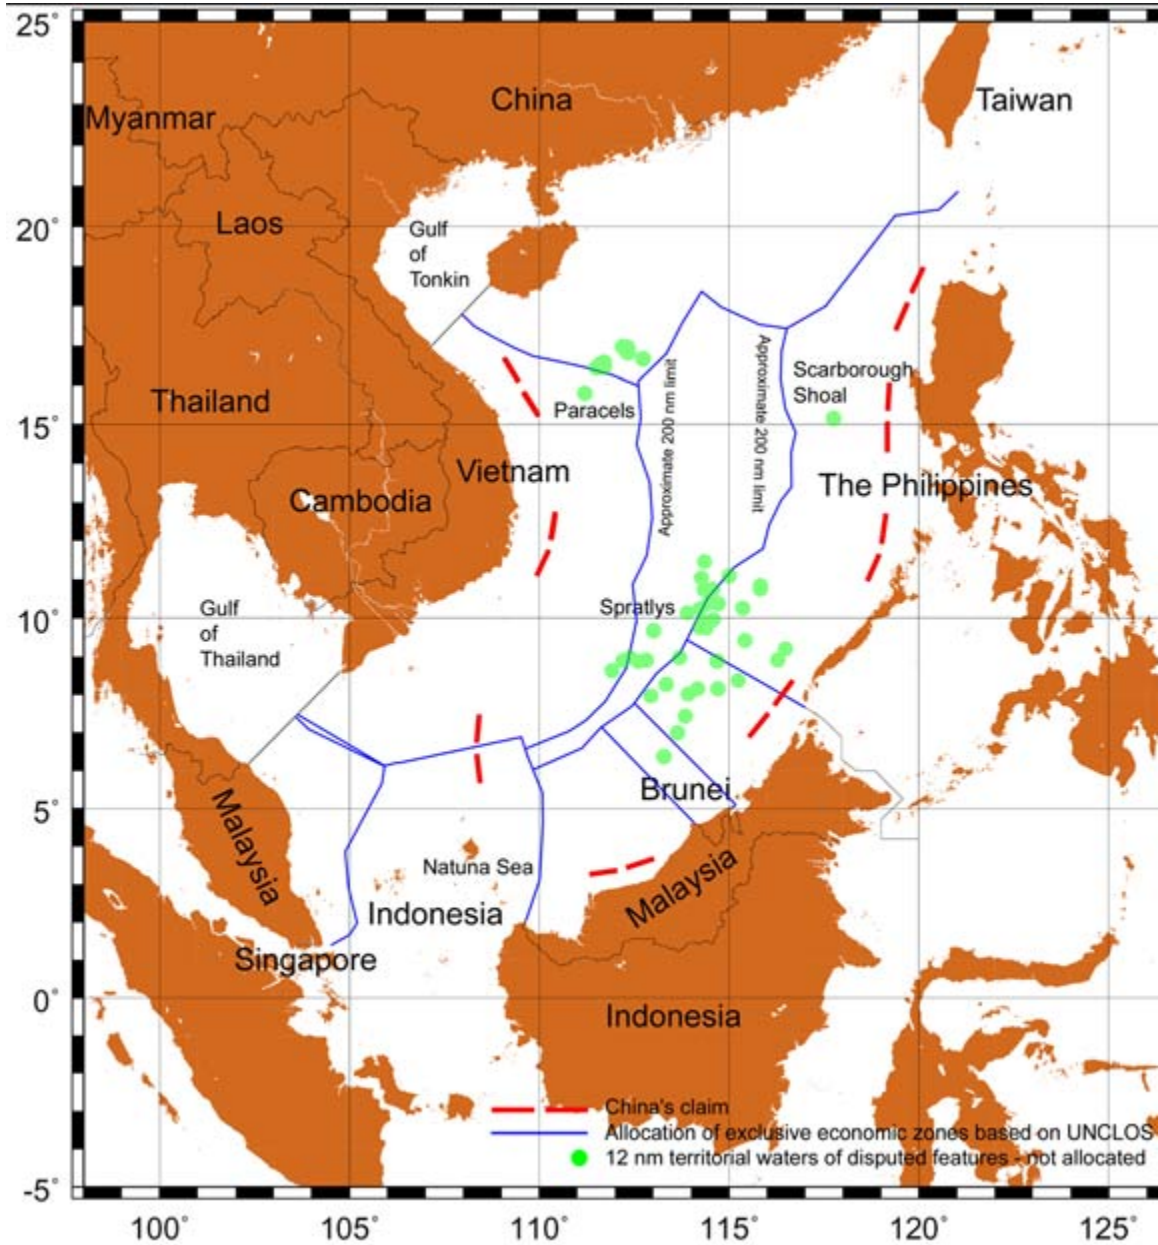 25°
China
Taiwan
Myanmar
Laos
20°
Gulf
of
Tonkin
Approximate 200 nm limit
Approximate 200 nm limit
Scarborough
Shoal
Thailand
Paracels
15°
Vietnam
The Philippines
Cambodia
Gulf
of
Thailand
Spratlys
10°
Brunei
5°
Malaysia
Natuna Sea
Malaysia
Indonesia
Singapore
0°
Indonesia
China's claim
Allocation of exclusive economic zones based on UNCLOS
12 nm territorial waters of disputed features - not allocated
-5°
100° 105° 110° 115° 120° 125°